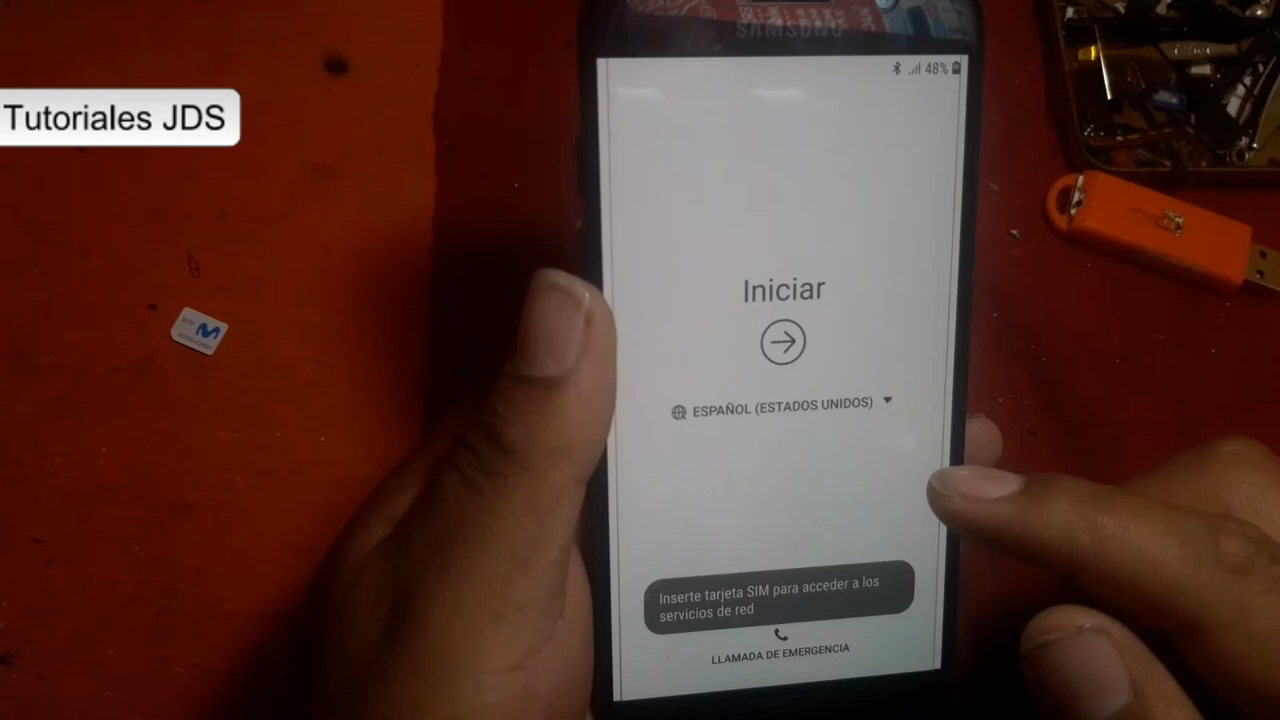 Tutoriales JDS
SAMSUNG
48%
Iniciar
ESPAÑOL (ESTADOS UNIDOS)
Inserte tarjeta SIM para acceder a los
servicios de red
LLAMADA DE EMERGENCIA